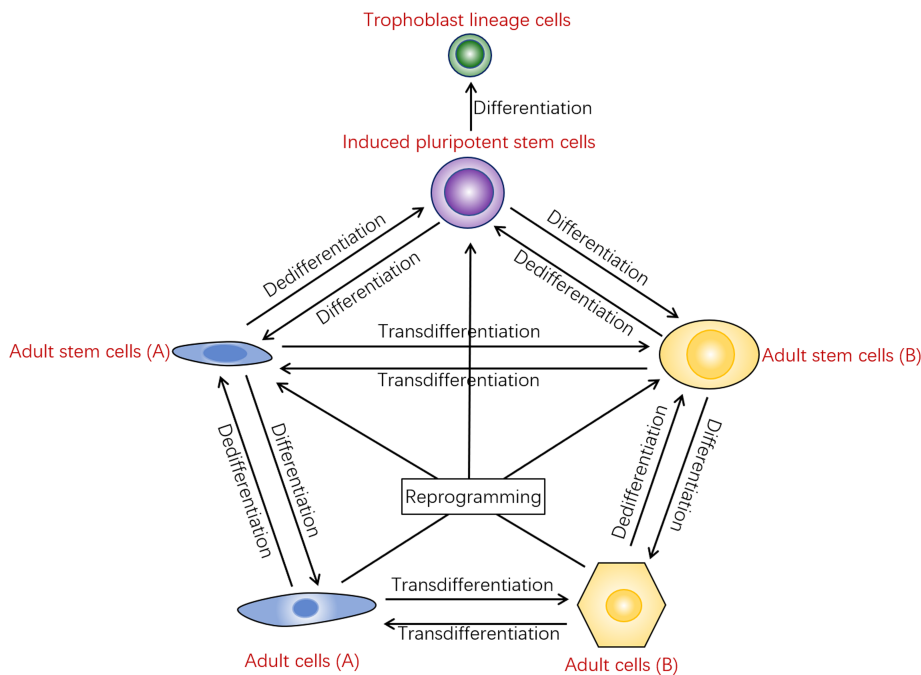 Trophoblast lineage cells
Differentiation
Induced pluripotent stem cells
Dedifferentiation
Differentiation
Differentiation
Dedifferentiation
Adult stem cells (A)
Transdifferentiation
Transdifferentiation
Adult stem cells (B)
Dedifferentiation
Differentiation
Reprogramming
Dedifferentiation
Differentiation
Transdifferentiation
Transdifferentiation
Adult cells (A)
Adult cells (B)